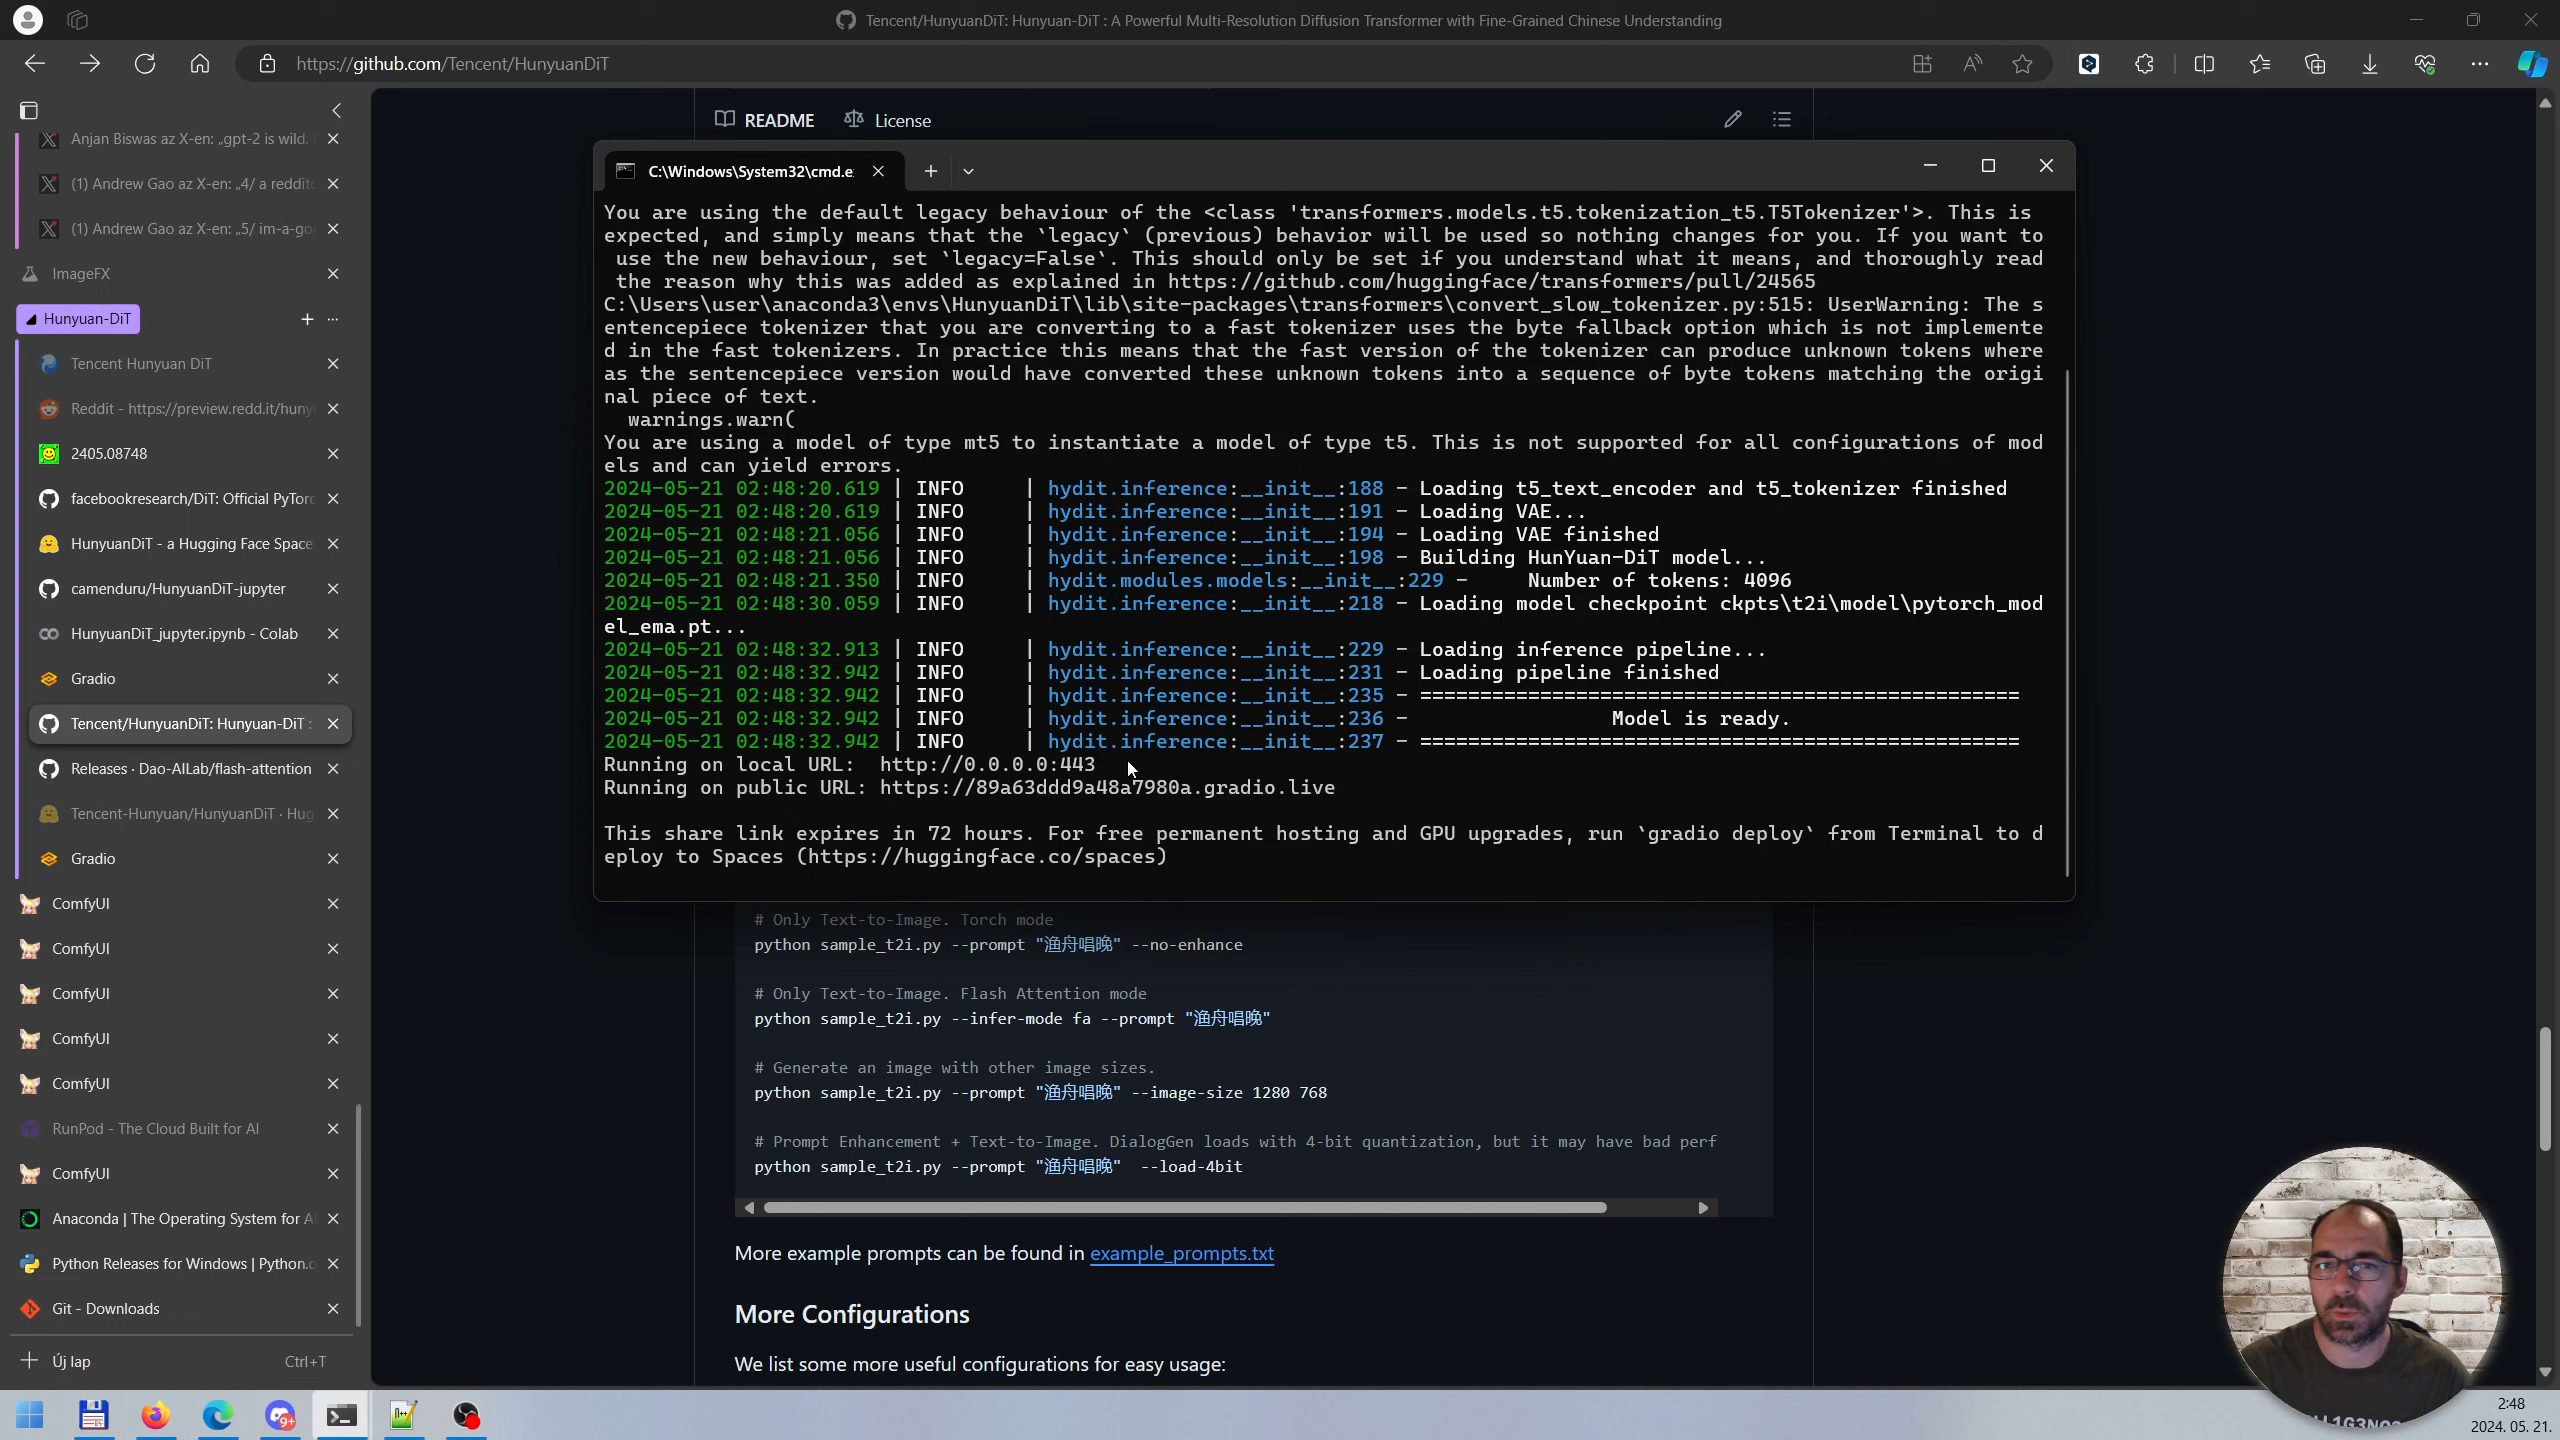 Tencent/HunyuanDiT: Hunyuan-DiT : A Powerful Multi-Resolution Diffusion Transformer with Fine-Grained Chinese Understanding
https://github.com/Tencent/HunyuanDiT
Anjan Biswas az X-en: „gpt-2 is wild.
(1) Andrew Gao az X-en: „4/ a reddito
(1) Andrew Gao az X-en: „5/ im-a-go
ImageFX
Hunyuan-DiT
Tencent Hunyuan DiT
Reddit - https://preview.redd.it/huny
2405.08748
facebookresearch/DiT: Official PyTorc
HunyuanDiT - a Hugging Face Space
camenduru/HunyuanDiT-jupyter
HunyuanDiT_jupyter.ipynb - Colab
Gradio
Tencent/HunyuanDiT: Hunyuan-DiT :
Releases · Dao-AILab/flash-attention
Tencent-Hunyuan/HunyuanDiT · Hug
Gradio
ComfyUI
ComfyUI
ComfyUI
ComfyUI
ComfyUI
RunPod - The Cloud Built for AI
ComfyUI
Anaconda | The Operating System for AI
Python Releases for Windows | Python.o
Git - Downloads
Új lap Ctrl+T
README License
C:\Windows\System32\cmd.e
You are using the default legacy behaviour of the <class 'transformers.models.t5.tokenization_t5.T5Tokenizer'>. This is
expected, and simply means that the `legacy` (previous) behavior will be used so nothing changes for you. If you want to
use the new behaviour, set `legacy=False`. This should only be set if you understand what it means, and thoroughly read
the reason why this was added as explained in https://github.com/huggingface/transformers/pull/24565
C:\Users\user\anaconda3\envs\HunyuanDiT\lib\site-packages\transformers\convert_slow_tokenizer.py:515: UserWarning: The s
entencepiece tokenizer that you are converting to a fast tokenizer uses the byte fallback option which is not implemente
d in the fast tokenizers. In practice this means that the fast version of the tokenizer can produce unknown tokens where
as the sentencepiece version would have converted these unknown tokens into a sequence of byte tokens matching the origi
nal piece of text.
warnings.warn(
You are using a model of type mt5 to instantiate a model of type t5. This is not supported for all configurations of mod
els and can yield errors.
2024-05-21 02:48:20.619 | INFO | hydit.inference:__init__:188 - Loading t5_text_encoder and t5_tokenizer finished
2024-05-21 02:48:20.619 | INFO | hydit.inference:__init__:191 - Loading VAE...
2024-05-21 02:48:21.056 | INFO | hydit.inference:__init__:194 - Loading VAE finished
2024-05-21 02:48:21.056 | INFO | hydit.inference:__init__:198 - Building HunYuan-DiT model...
2024-05-21 02:48:21.350 | INFO | hydit.modules.models:__init__:229 - Number of tokens: 4096
2024-05-21 02:48:30.059 | INFO | hydit.inference:__init__:218 - Loading model checkpoint ckpts\t2i\model\pytorch_mod
el_ema.pt...
2024-05-21 02:48:32.913 | INFO | hydit.inference:__init__:229 - Loading inference pipeline...
2024-05-21 02:48:32.942 | INFO | hydit.inference:__init__:231 - Loading pipeline finished
2024-05-21 02:48:32.942 | INFO | hydit.inference:__init__:235 - ==================================================
2024-05-21 02:48:32.942 | INFO | hydit.inference:__init__:236 - Model is ready.
2024-05-21 02:48:32.942 | INFO | hydit.inference:__init__:237 - ==================================================
Running on local URL: http://0.0.0.0:443
Running on public URL: https://89a63ddd9a48a7980a.gradio.live
This share link expires in 72 hours. For free permanent hosting and GPU upgrades, run `gradio deploy` from Terminal to d
eploy to Spaces (https://huggingface.co/spaces)
# Only Text-to-Image. Torch mode
python sample_t2i.py --prompt "渔舟唱晚" --no-enhance
# Only Text-to-Image. Flash Attention mode
python sample_t2i.py --infer-mode fa --prompt "渔舟唱晚"
# Generate an image with other image sizes.
python sample_t2i.py --prompt "渔舟唱晚" --image-size 1280 768
# Prompt Enhancement + Text-to-Image. DialogGen loads with 4-bit quantization, but it may have bad perf
python sample_t2i.py --prompt "渔舟唱晚" --load-4bit
More example prompts can be found in example_prompts.txt
More Configurations
We list some more useful configurations for easy usage:
9+
2:48
2024. 05. 21.